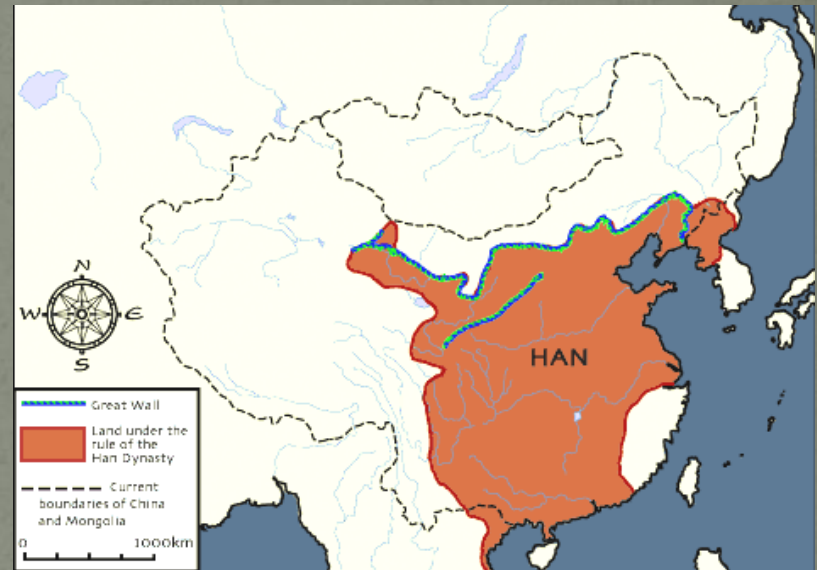 N
W E
S
HAN
Great Wall
Land under the
rule of the
Han Dynasty
Current
boundaries of China
and Mongolia
0 1000km